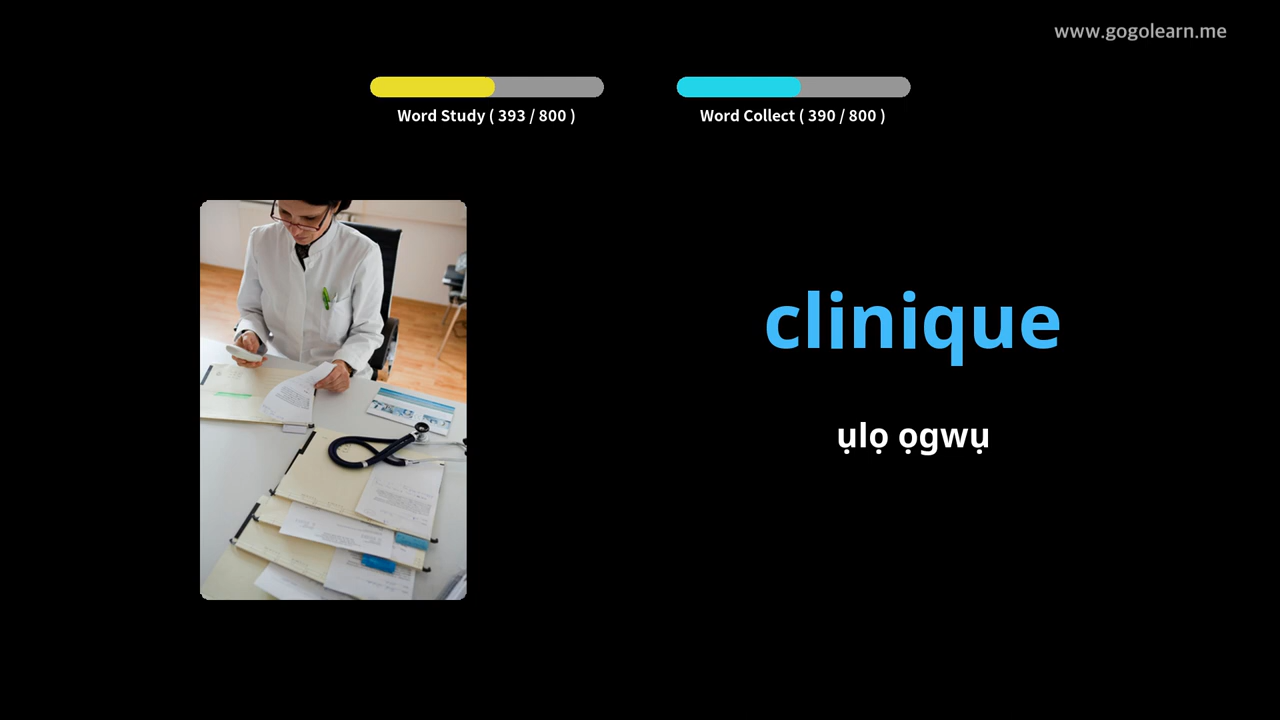 www.gogolearn.me
Word Study ( 393 / 800 )
Word Collect ( 390 / 800 )
clinique
ụlọ ọgwụ